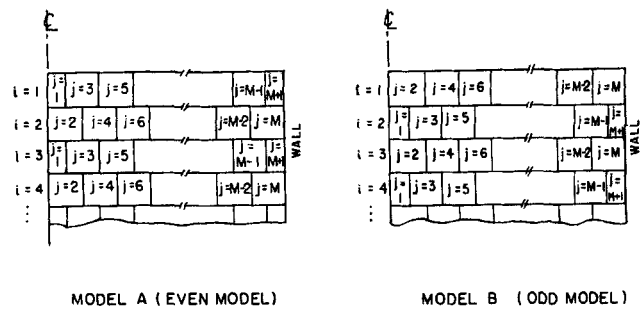 ℄ ℄
i = 1 j= 1 j=3 j=5 j=M-1 j= M+1 i = 1 j=2 j=4 j=6 j=M-2 j=M
i = 2 j=2 j=4 j=6 j=M-2 j=M i = 2 j= 1 j=3 j=5 j=M-1 j= M+1
i = 3 j= 1 j=3 j=5 j= M-1 j= M+1 i = 3 j=2 j=4 j=6 j=M-2 j=M
i = 4 j=2 j=4 j=6 j=M-2 j=M i = 4 j= 1 j=3 j=5 j=M-1 j= M+1
WALL WALL
MODEL A (EVEN MODEL) MODEL B (ODD MODEL)